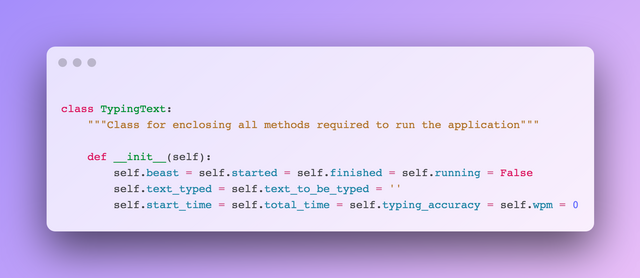 class TypingText:
    """Class for enclosing all methods required to run the application"""
    def __init__(self):
        self.beast = self.started = self.finished = self.running = False
        self.text_typed = self.text_to_be_typed = ''
        self.start_time = self.total_time = self.typing_accuracy = self.wpm = 0